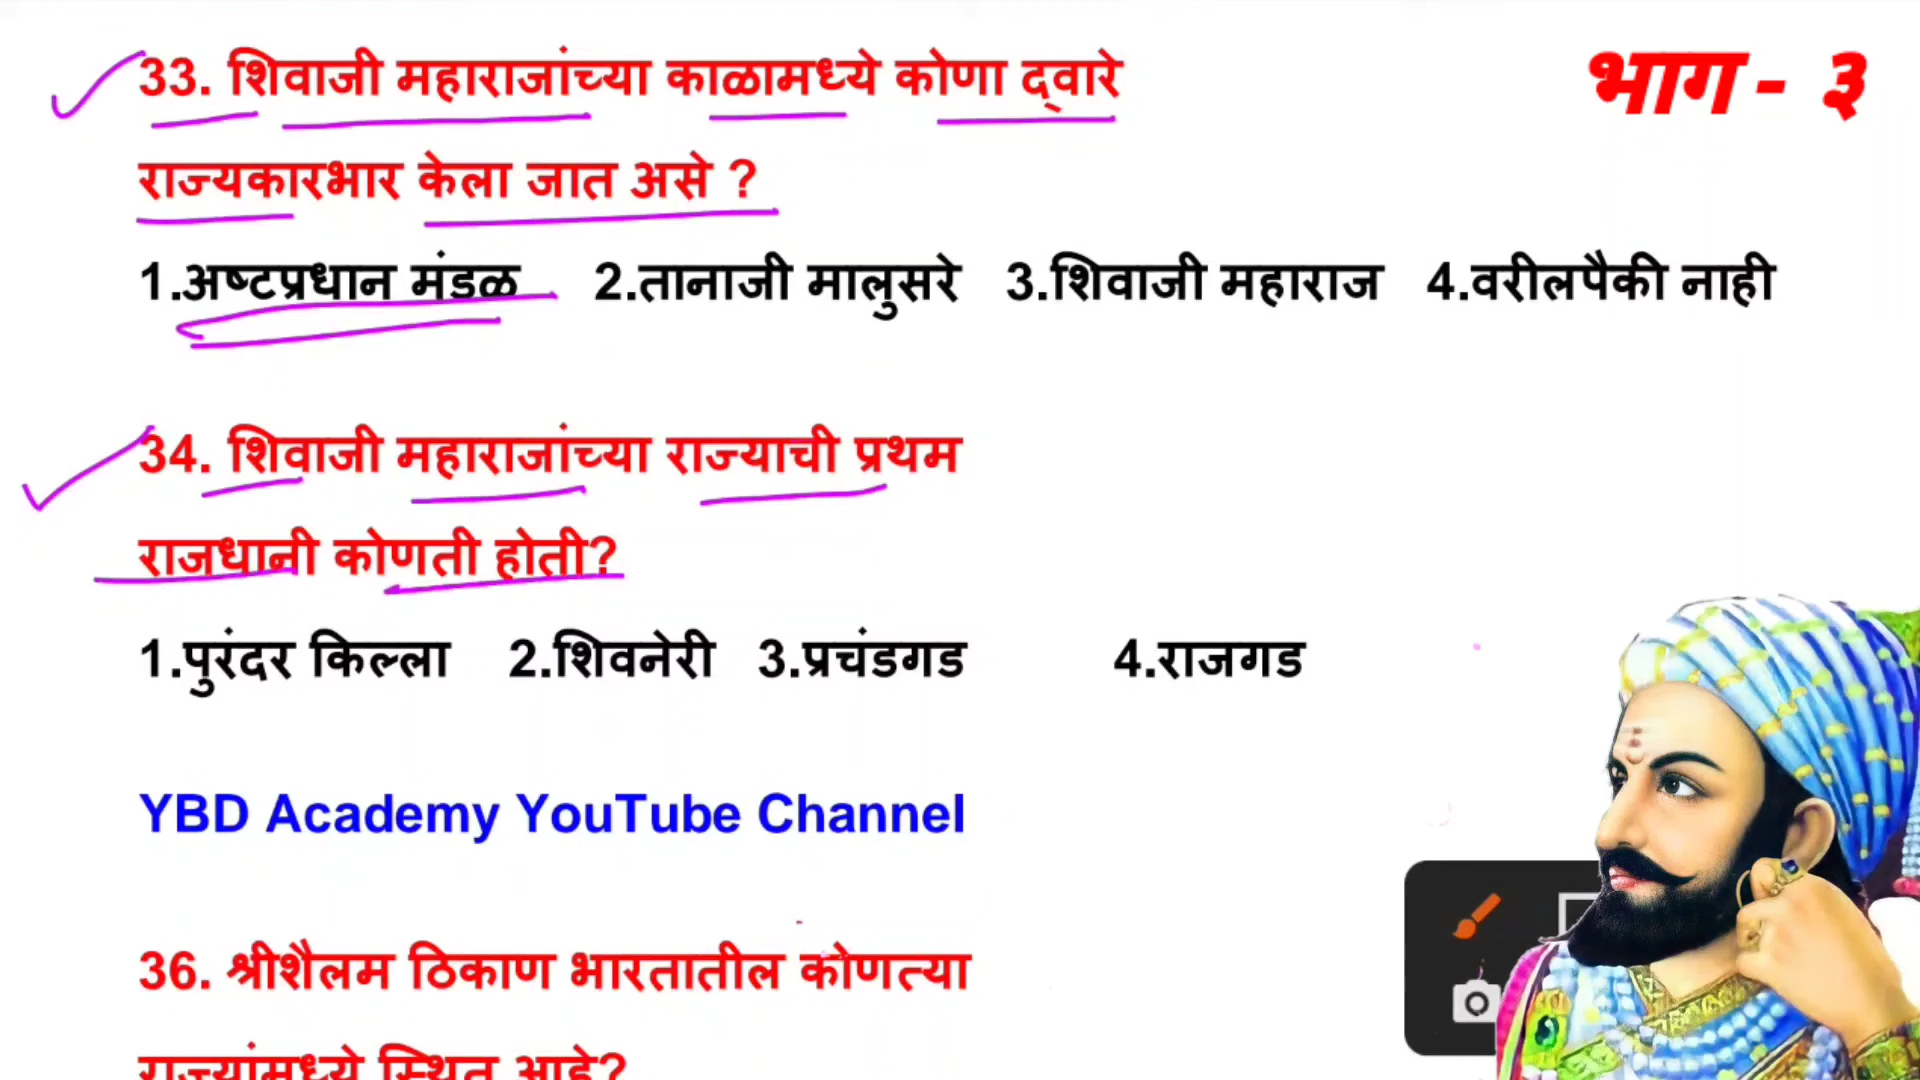 33. शिवाजी महाराजांच्या काळामध्ये कोणा द्वारे
भाग - ३
राज्यकारभार केला जात असे ?
1.अष्टप्रधान मंडळ 2.तानाजी मालुसरे 3.शिवाजी महाराज 4.वरीलपैकी नाही
34. शिवाजी महाराजांच्या राज्याची प्रथम
राजधानी कोणती होती?
1.पुरंदर किल्ला 2.शिवनेरी 3.प्रचंडगड 4.राजगड
YBD Academy YouTube Channel
36. श्रीशैलम ठिकाण भारतातील कोणत्या
राज्यांमध्ये स्थित आहे?